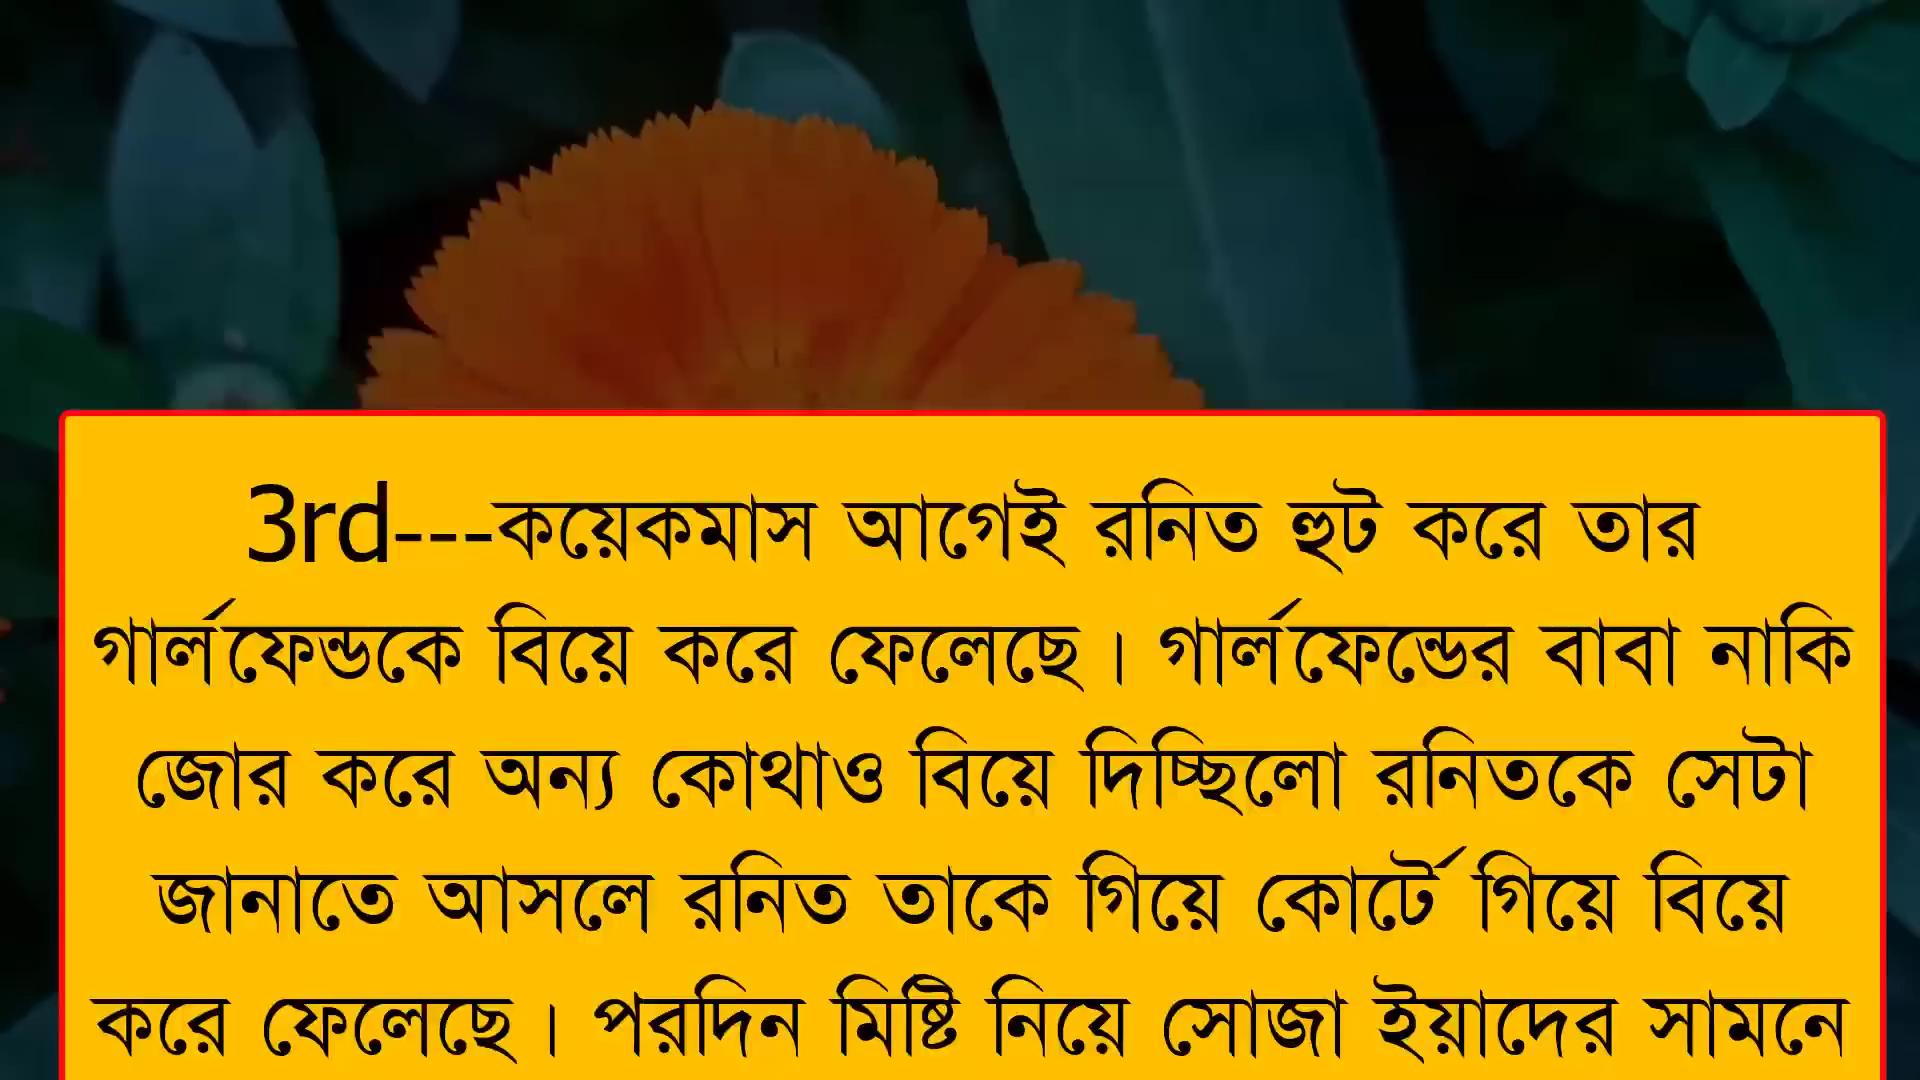 3rd---কয়েকমাস আগেই রনিত হুট করে তার
গার্লফেন্ডকে বিয়ে করে ফেলেছে। গার্লফেন্ডের বাবা নাকি
জোর করে অন্য কোথাও বিয়ে দিচ্ছিলো রনিতকে সেটা
জানাতে আসলে রনিত তাকে গিয়ে কোর্টে গিয়ে বিয়ে
করে ফেলেছে। পরদিন মিষ্টি নিয়ে সোজা ইয়াদের সামনে